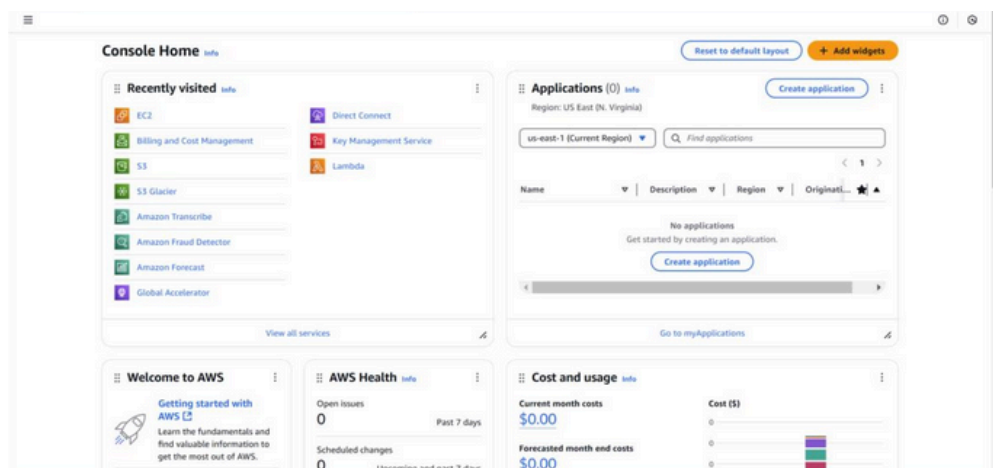 Console Home Info
Reset to default layout
+ Add widgets
Recently visited Info
EC2
Billing and Cost Management
S3
S3 Glacier
Amazon Transcribe
Amazon Fraud Detector
Amazon Forecast
Global Accelerator
Direct Connect
Key Management Service
Lambda
View all services
Applications (0) Info
Create application
Region: US East (N. Virginia)
us-east-1 (Current Region)
Find applications
1
Name
Description
Region
Originati...
No applications
Get started by creating an application.
Create application
Go to myApplications
Welcome to AWS
Getting started with
AWS
Learn the fundamentals and
find valuable information to
get the most out of AWS.
AWS Health Info
Open issues
0
Past 7 days
Scheduled changes
0
Upcoming and past 7 days
Cost and usage Info
Current month costs
$0.00
Forecasted month end costs
$0.00
Cost ($)
0
0
0